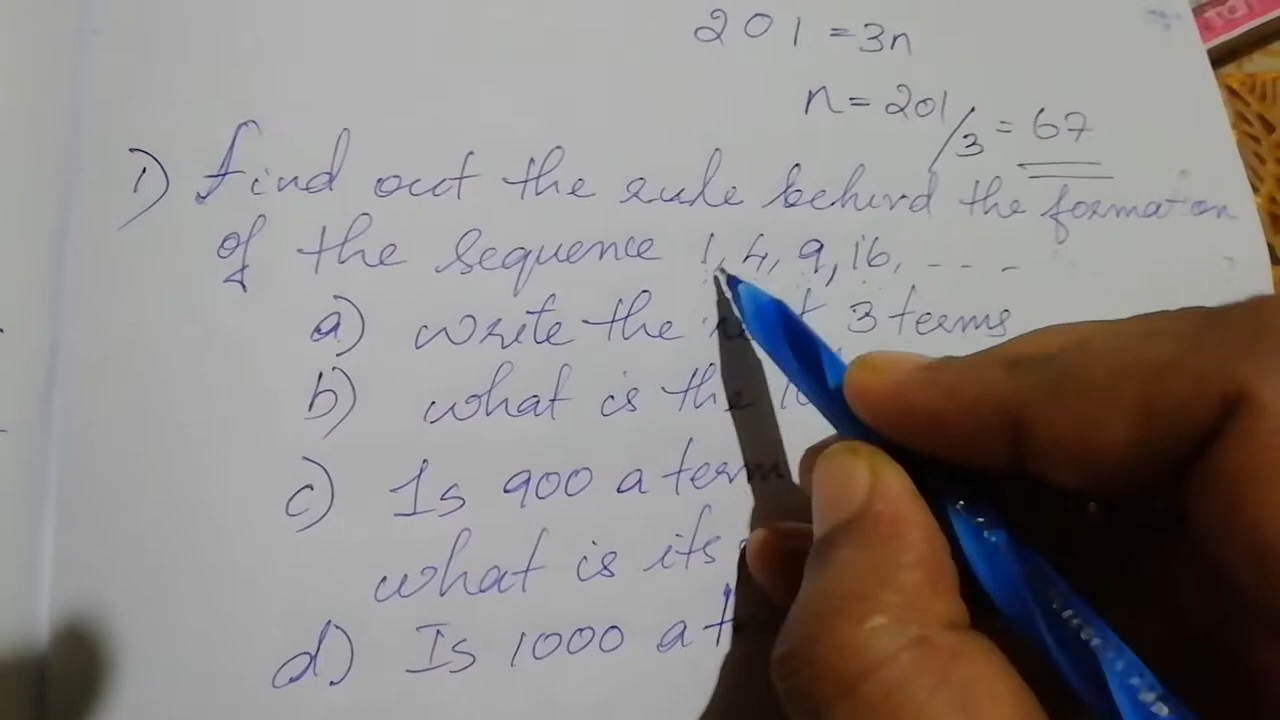 201 = 3n
n = 201/3 = 67
1) Find out the rule behind the formation
of the sequence 1, 4, 9, 16, - - -
a) write the 3 terms
b) what is the
c) Is 900 a term
what is its
d) Is 1000 a